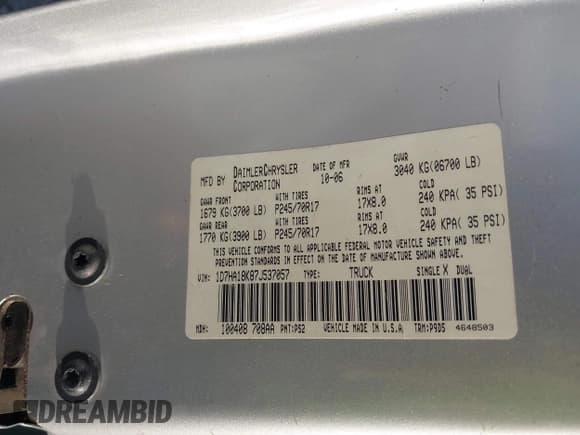 MFD BY DAIMLERCHRYSLER CORPORATION DATE OF MFR 10-06 GVWR 3040 KG(06700 LB)
GAWR FRONT WITH TIRES RIMS AT COLD
1679 KG(3700 LB) P245/70R17 17X8.0 240 KPA( 35 PSI)
GAWR REAR WITH TIRES RIMS AT COLD
1770 KG(3900 LB) P245/70R17 17X8.0 240 KPA( 35 PSI)
THIS VEHICLE CONFORMS TO ALL APPLICABLE FEDERAL MOTOR VEHICLE SAFETY AND THEFT
PREVENTION STANDARDS IN EFFECT ON THE DATE OF MANUFACTURE SHOWN ABOVE.
VIN: 1D7HA18K87J537057 TYPE: TRUCK SINGLE X DUAL
MDH: 100408 708AA PNT: PS2 VEHICLE MADE IN U.S.A TRM: P9D5 4648503
DREAMBID